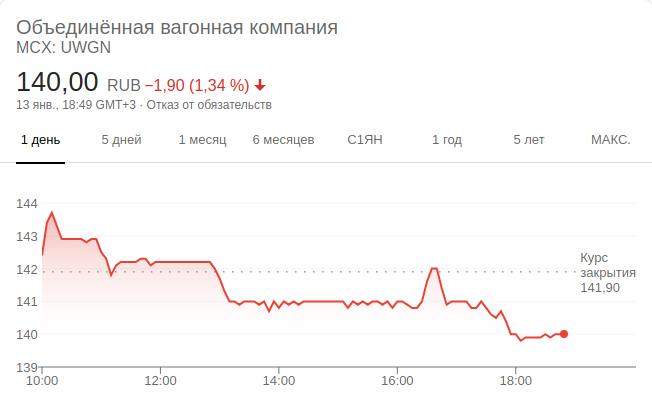 Объединённая вагонная компания
MCX: UWGN
140,00 RUB −1,90 (1,34 %)
13 янв., 18:49 GMT+3 · Отказ от обязательств
1 день 5 дней 1 месяц 6 месяцев С1ЯН 1 год 5 лет МАКС.
144
143
142
141
140
139
Курс
закрытия
141,90
10:00 12:00 14:00 16:00 18:00